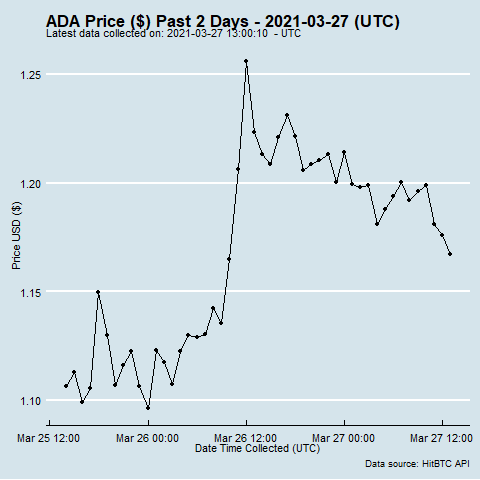 ADA Price ($) Past 2 Days - 2021-03-27 (UTC)
Latest data collected on: 2021-03-27 13:00:10  - UTC
1.25
1.20
1.15
1.10
Price USD ($)
Mar 25 12:00 Mar 26 00:00 Mar 26 12:00 Mar 27 00:00 Mar 27 12:00
Date Time Collected (UTC)
Data source: HitBTC API